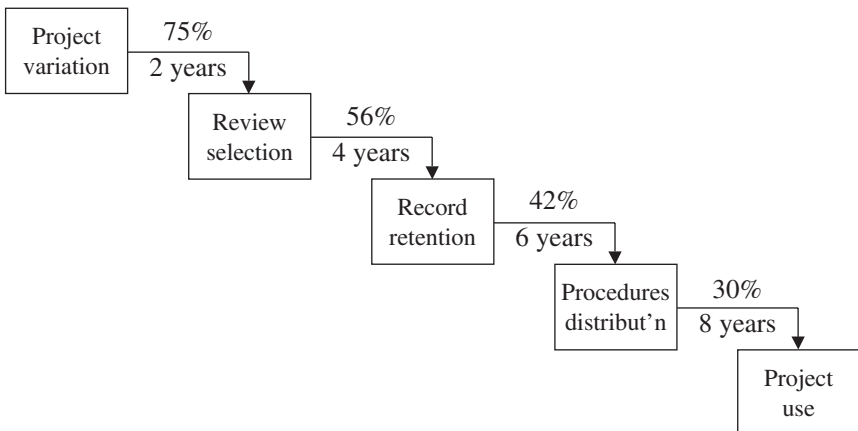 Project
variation
75%
2 years
Review
selection
56%
4 years
Record
retention
42%
6 years
Procedures
distribut'n
30%
8 years
Project
use